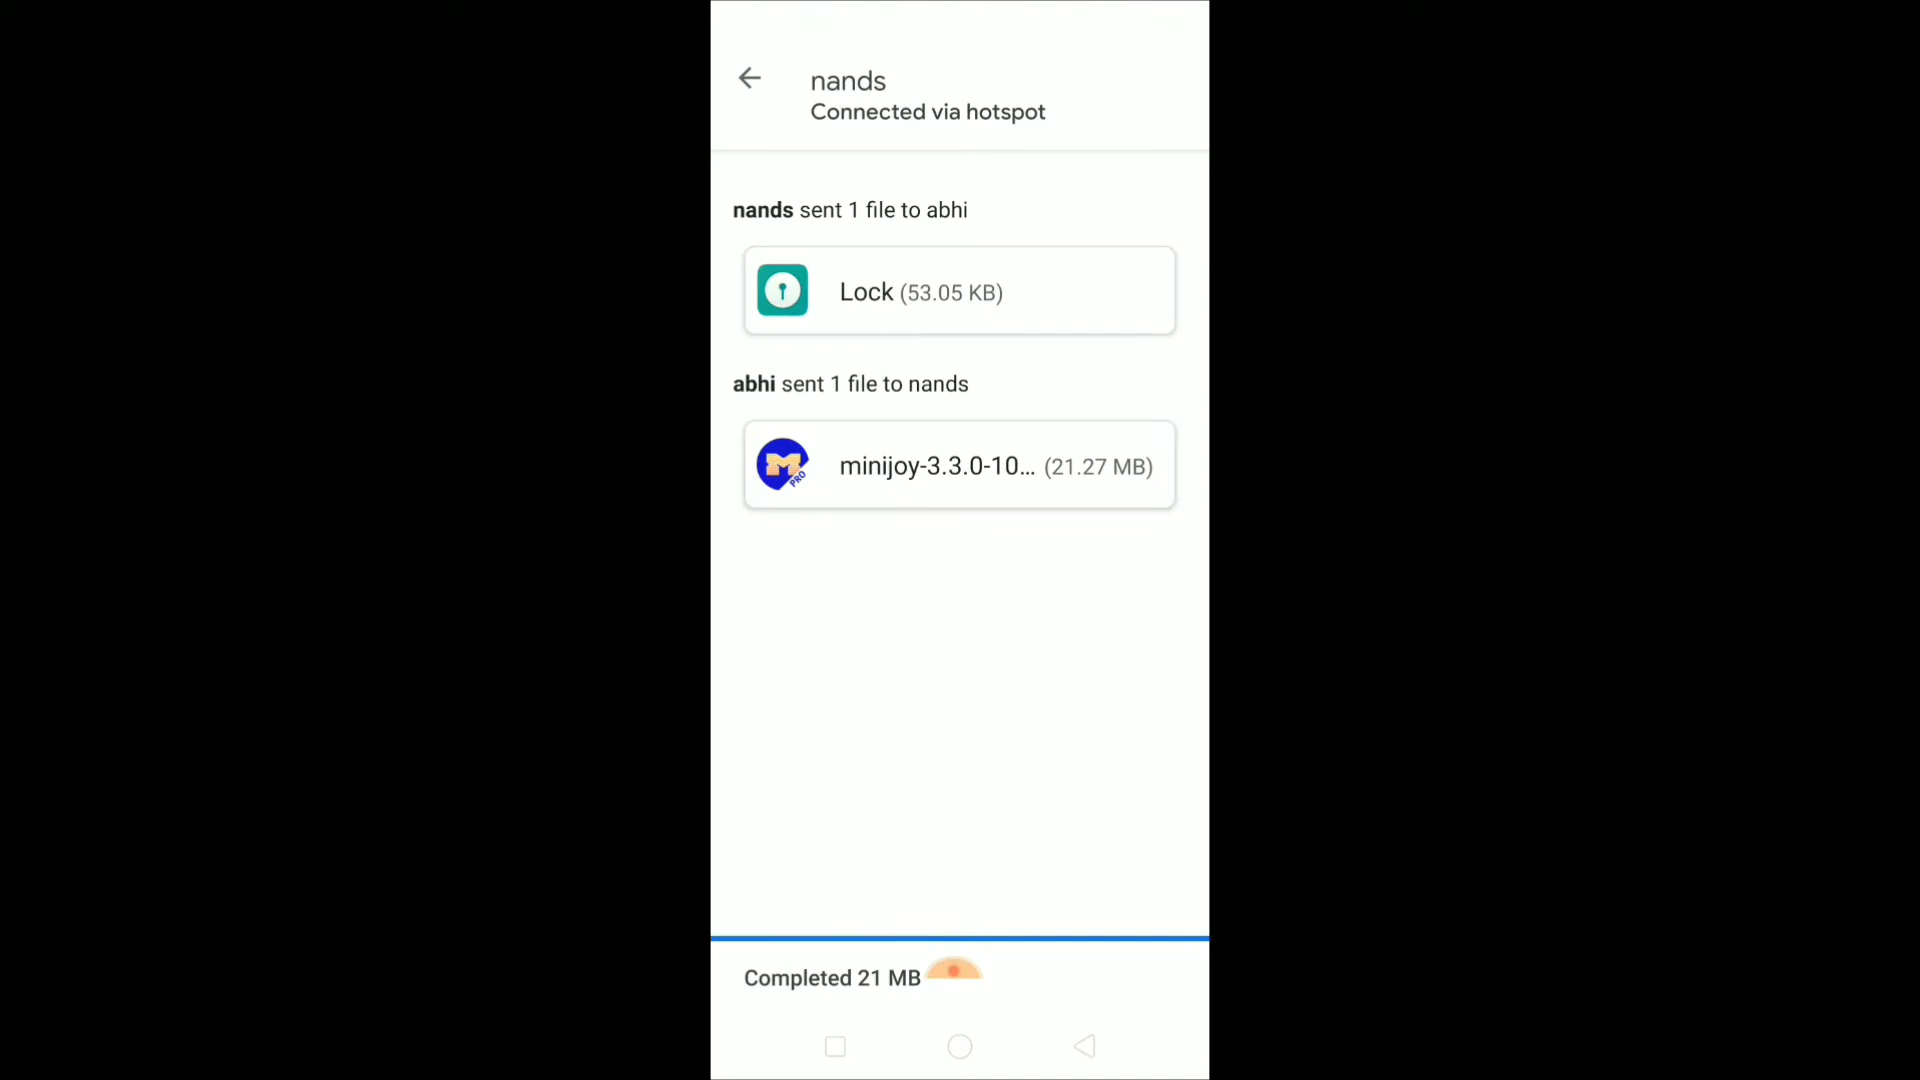 nands
Connected via hotspot
nands sent 1 file to abhi
Lock (53.05 KB)
abhi sent 1 file to nands
M
PRO
minijoy-3.3.0-10... (21.27 MB)
Completed 21 MB